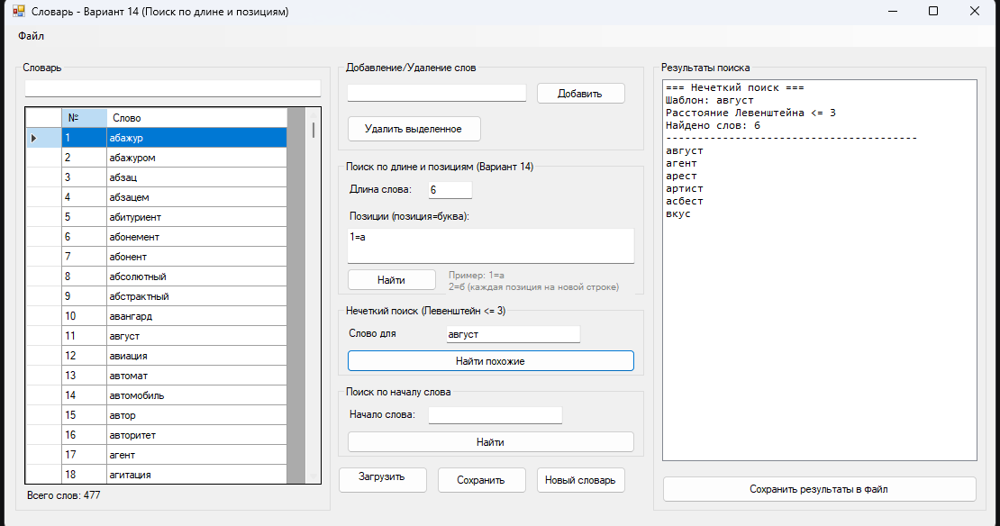 Словарь - Вариант 14 (Поиск по длине и позициям)
Файл
Словарь
№ Слово
1 абажур
2 абажуром
3 абзац
4 абзацем
5 абитуриент
6 абонемент
7 абонент
8 абсолютный
9 абстрактный
10 авангард
11 август
12 авиация
13 автомат
14 автомобиль
15 автор
16 авторитет
17 агент
18 агитация
Всего слов: 477
Добавление/Удаление слов
Добавить
Удалить выделенное
Поиск по длине и позициям (Вариант 14)
Длина слова: 6
Позиции (позиция=буква):
1=а
Найти
Пример: 1=а
2=б (каждая позиция на новой строке)
Нечеткий поиск (Левенштейн <= 3)
Слово для август
Найти похожие
Поиск по началу слова
Начало слова:
Найти
Загрузить Сохранить Новый словарь
Результаты поиска
=== Нечеткий поиск ===
Шаблон: август
Расстояние Левенштейна <= 3
Найдено слов: 6
----------------------------------------
август
агент
арест
артист
асбест
вкус
Сохранить результаты в файл